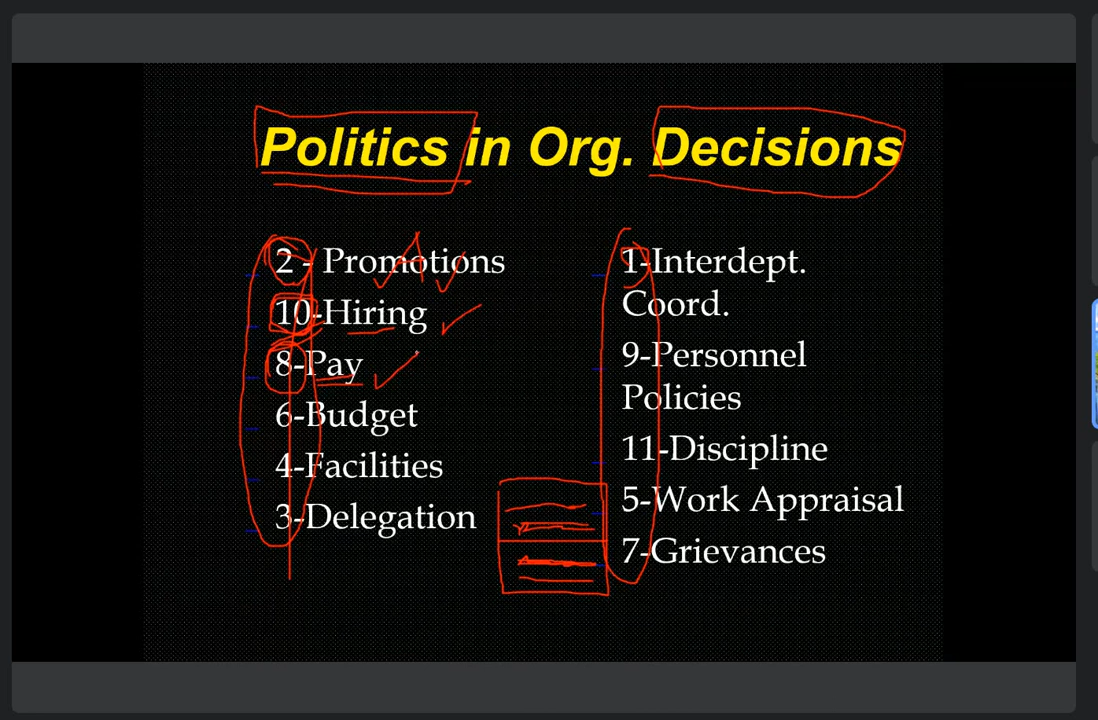 Politics in Org. Decisions
2 - Promotions
10-Hiring
8-Pay
6-Budget
4-Facilities
3-Delegation
1-Interdept.
Coord.
9-Personnel
Policies
11-Discipline
5-Work Appraisal
7-Grievances